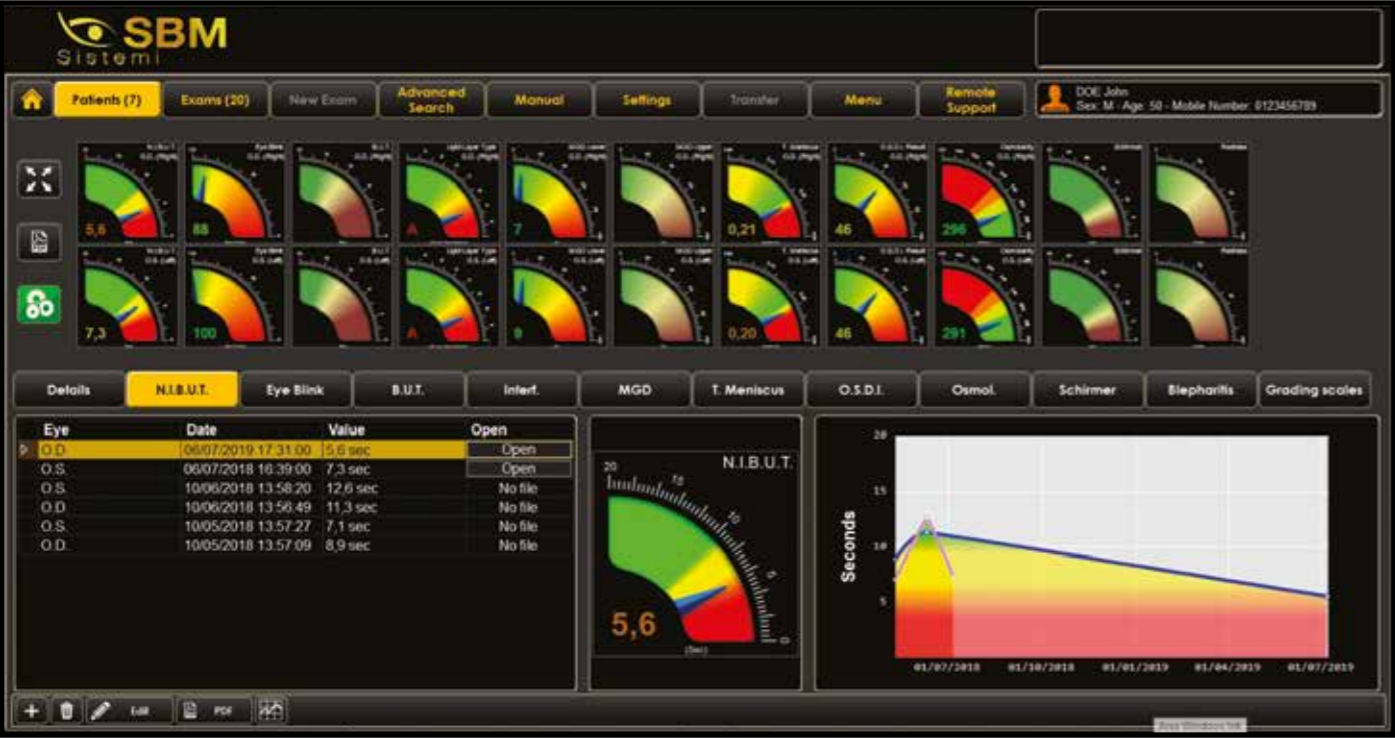 SBM
Sistemi
Patients (7)
Exams (20)
New Exam
Advanced
Search
Manual
Settings
Transfer
Menu
Remote
Support
DOE John
Sex: M - Age: 50 - Mobile Number: 0123456789
5,6
88
A
7
0,21
46
296
7,3
100
A
9
0,20
46
291
Details
N.I.B.U.T.
Eye Blink
B.U.T.
Interf.
MGD
T. Meniscus
O.S.D.I.
Osmol.
Schirmer
Blepharitis
Grading scales
Eye Date Value Open
O.D. 06/07/2019 17:31:00 5,6 sec Open
O.S. 06/07/2018 16:39:00 7,3 sec Open
O.S. 10/06/2018 13:58:20 12,6 sec No file
O.D. 10/06/2018 13:56:49 11,3 sec No file
O.S. 10/05/2018 13:57:27 7,1 sec No file
O.D. 10/05/2018 13:57:09 8,9 sec No file
N.I.B.U.T.
20
15
10
5
0
5,6
(Sec)
Seconds
20
15
10
5
01/07/2018 01/10/2018 01/01/2019 01/04/2019 01/07/2019
Edit
PDF
Area Windows Ink